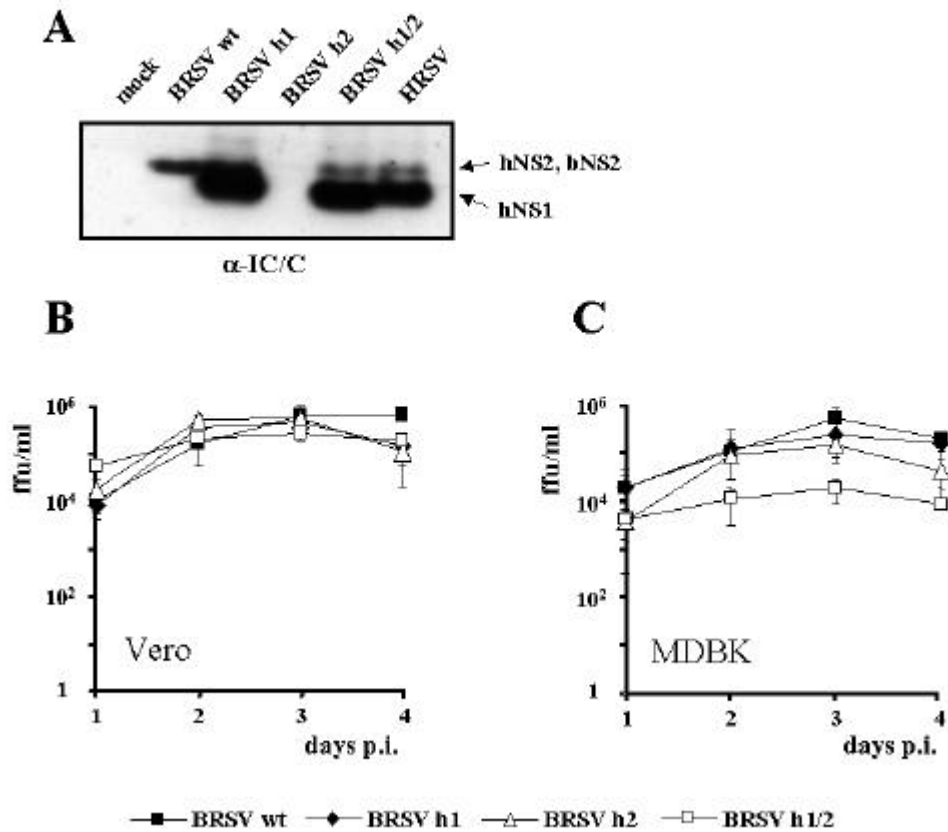 A
mock
BRSV wt
BRSV h1
BRSV h2
BRSV h1/2
HRSV
hNS2, bNS2
hNS1
α-IC/C
B
ffu/ml
10⁶
10⁴
10²
1
Vero
1 2 3 4
days p.i.
C
ffu/ml
10⁶
10⁴
10²
1
MDBK
1 2 3 4
days p.i.
BRSV wt BRSV h1 BRSV h2 BRSV h1/2